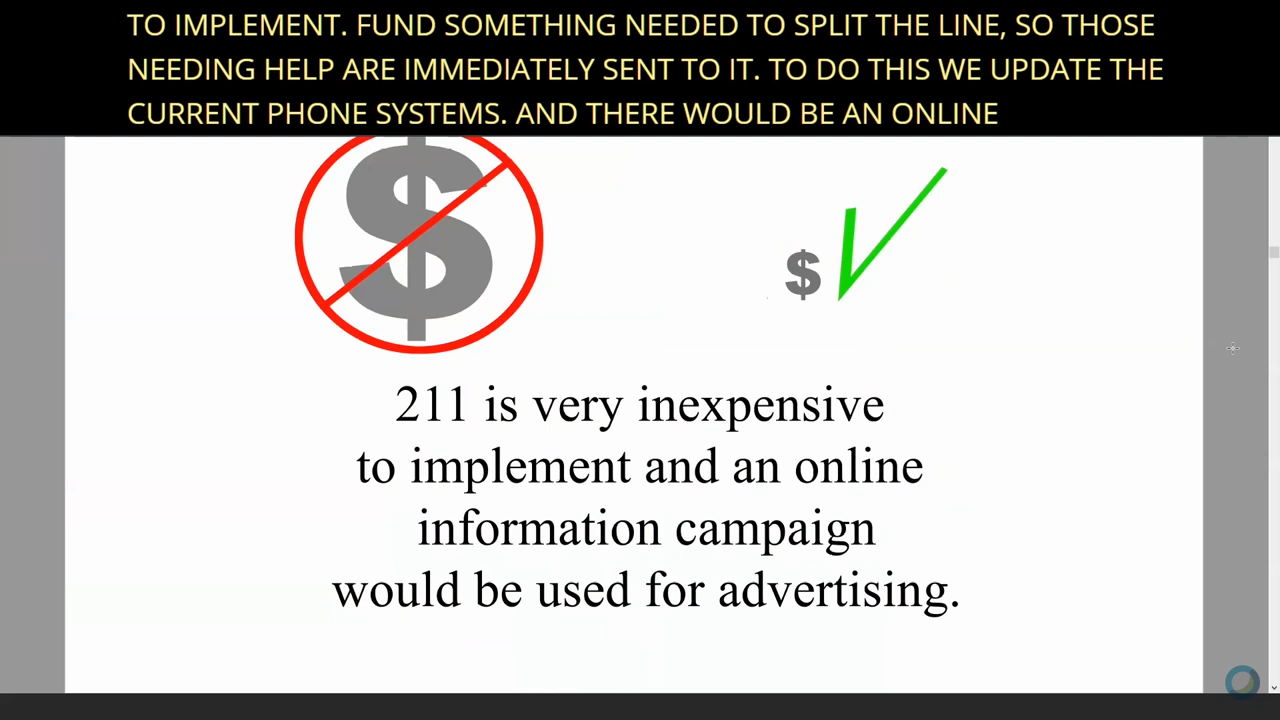 TO IMPLEMENT. FUND SOMETHING NEEDED TO SPLIT THE LINE, SO THOSE
NEEDING HELP ARE IMMEDIATELY SENT TO IT. TO DO THIS WE UPDATE THE
CURRENT PHONE SYSTEMS. AND THERE WOULD BE AN ONLINE
$
$
211 is very inexpensive
to implement and an online
information campaign
would be used for advertising.